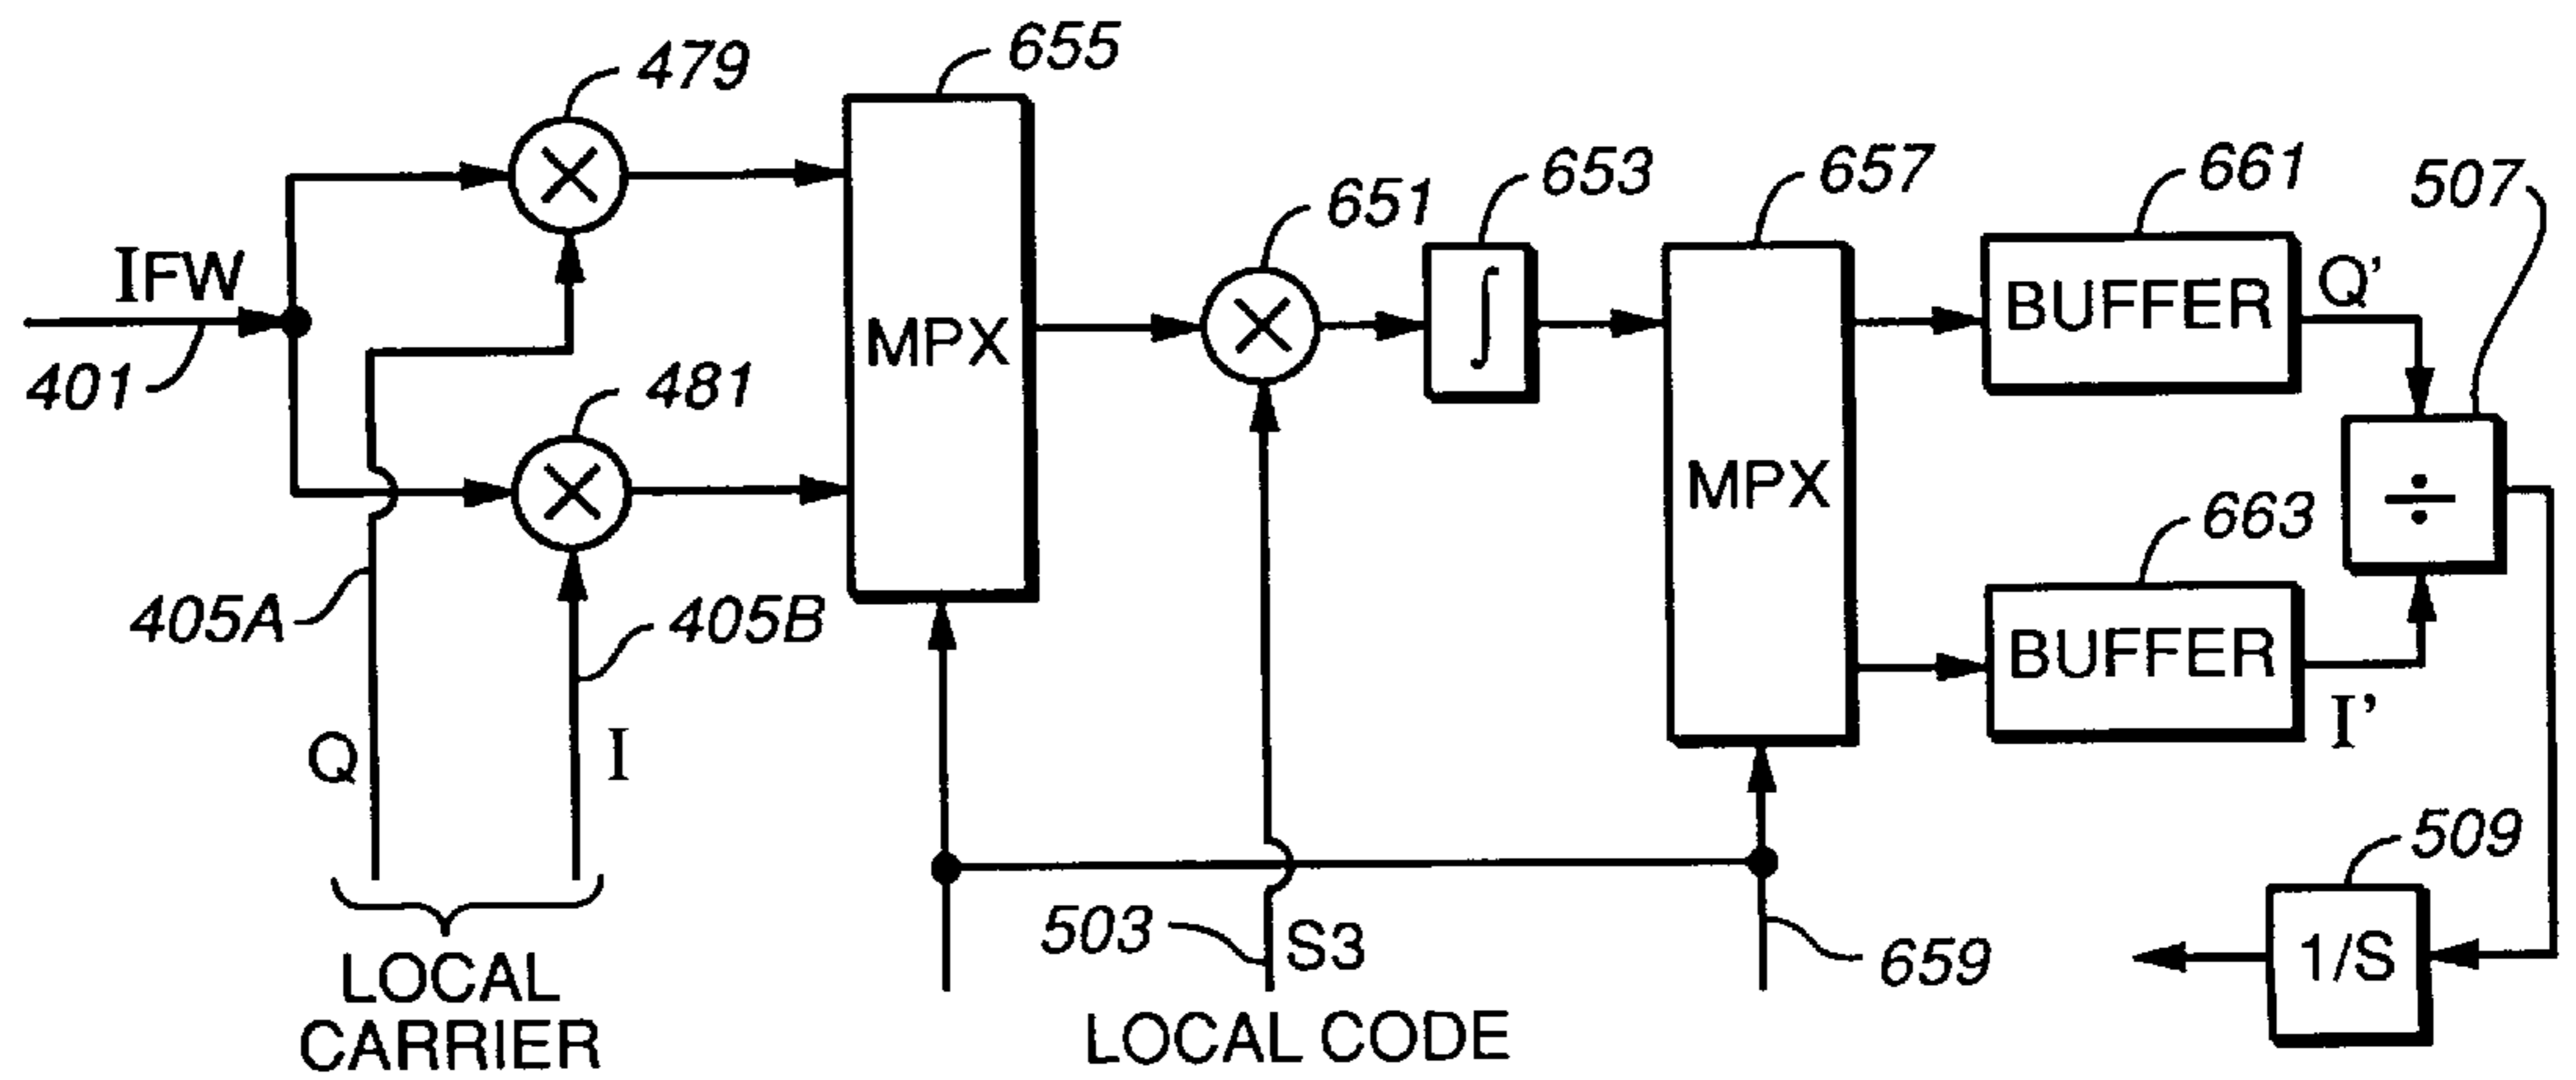 479
655
653
657
661
507
651
IFW
401
481
MPX
∫
MPX
BUFFER
Q'
÷
405A
405B
663
BUFFER
I'
Q
I
509
503
S3
659
1/S
LOCAL
CARRIER
LOCAL CODE